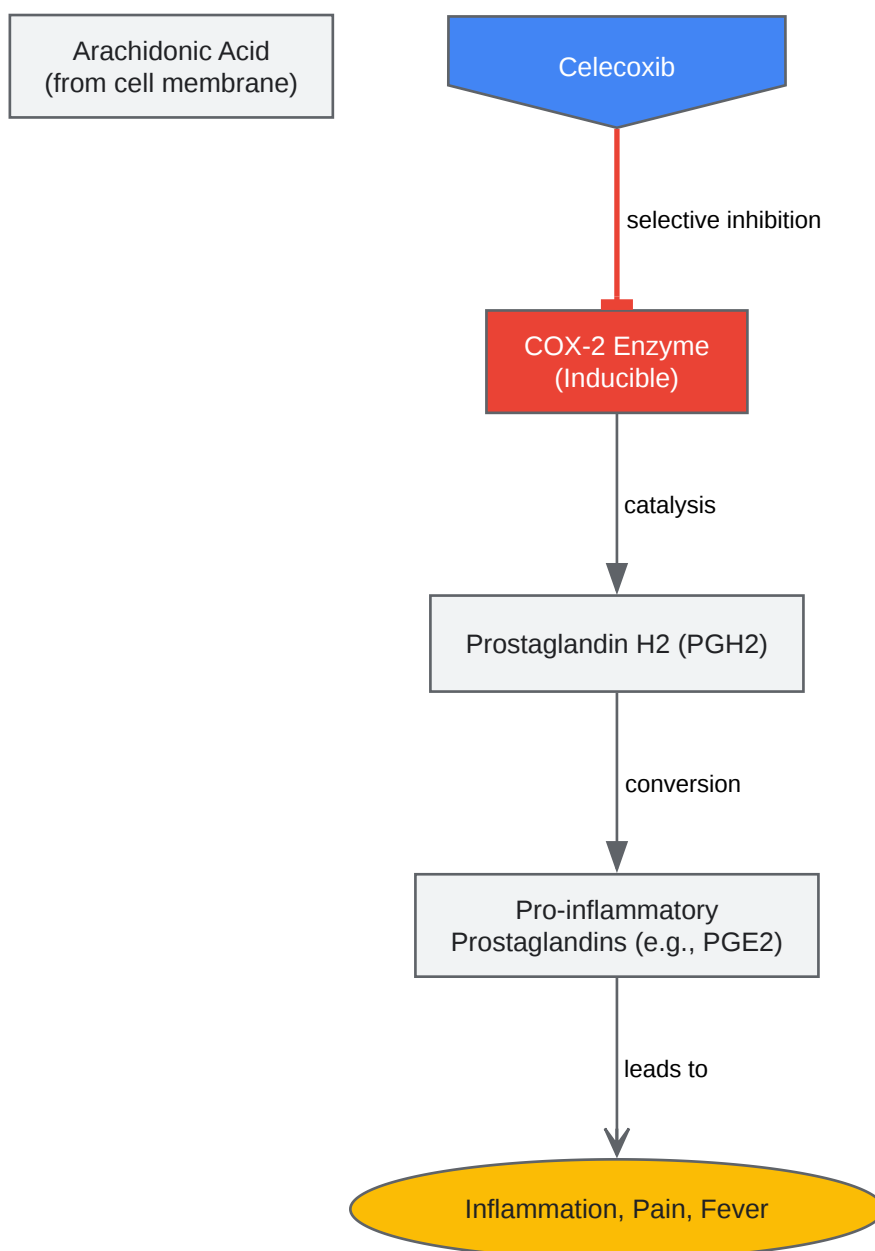 Arachidonic Acid
(from cell membrane)
Celecoxib
selective inhibition
COX-2 Enzyme
(Inducible)
catalysis
Prostaglandin H2 (PGH2)
conversion
Pro-inflammatory
Prostaglandins (e.g., PGE2)
leads to
Inflammation, Pain, Fever